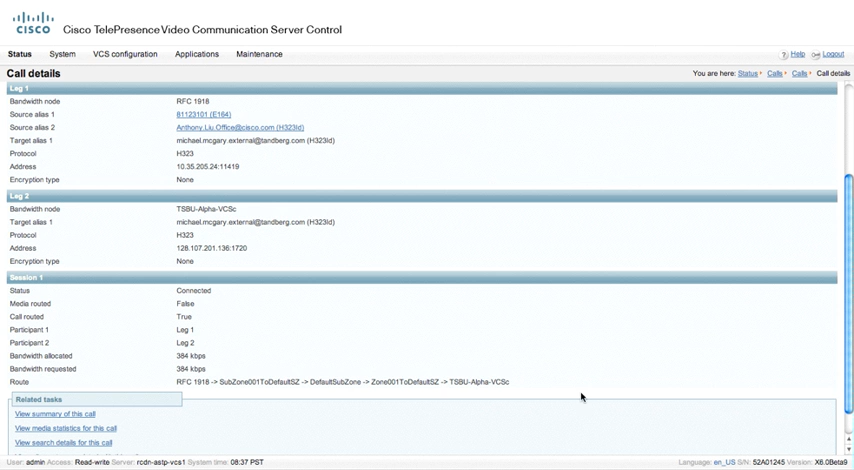 CISCO Cisco TelePresence Video Communication Server Control
Status System VCS configuration Applications Maintenance Help Logout
Call details You are here: Status Calls Calls Call details
Leg 1
Bandwidth node RFC 1918
Source alias 1 81123101 (E164)
Source alias 2 Anthony.Liu.Office@cisco.com (H323Id)
Target alias 1 michael.mcgary.external@tandberg.com (H323Id)
Protocol H323
Address 10.35.205.24:11419
Encryption type None
Leg 2
Bandwidth node TSBU-Alpha-VCSc
Target alias 1 michael.mcgary.external@tandberg.com (H323Id)
Protocol H323
Address 128.107.201.136:1720
Encryption type None
Session 1
Status Connected
Media routed False
Call routed True
Participant 1 Leg 1
Participant 2 Leg 2
Bandwidth allocated 384 kbps
Bandwidth requested 384 kbps
Route RFC 1918 -> SubZone001ToDefaultSZ -> DefaultSubZone -> Zone001ToDefaultSZ -> TSBU-Alpha-VCSc
Related tasks
View summary of this call
View media statistics for this call
View search details for this call
User: admin Access: Read-write Server: rcdn-astp-vcs1 System time: 08:37 PST Language: en_US S/N: 52A01245 Version: X6.0Beta9